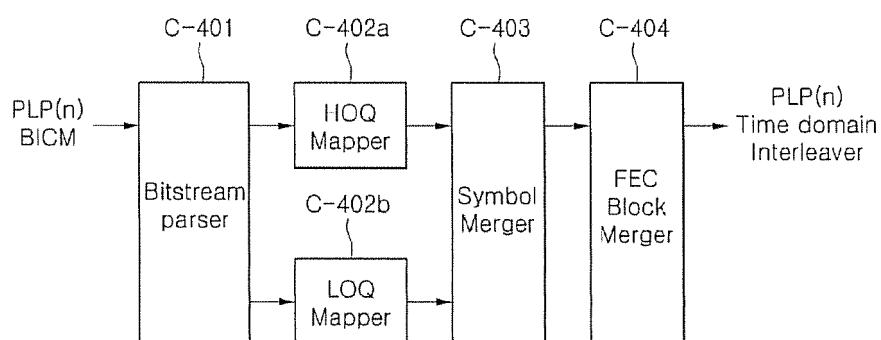 C-401
C-402a
C-403
C-404
PLP(n)
BICM
Bitstream
parser
HOQ
Mapper
C-402b
LOQ
Mapper
Symbol
Merger
FEC
Block
Merger
PLP(n)
Time domain
Interleaver